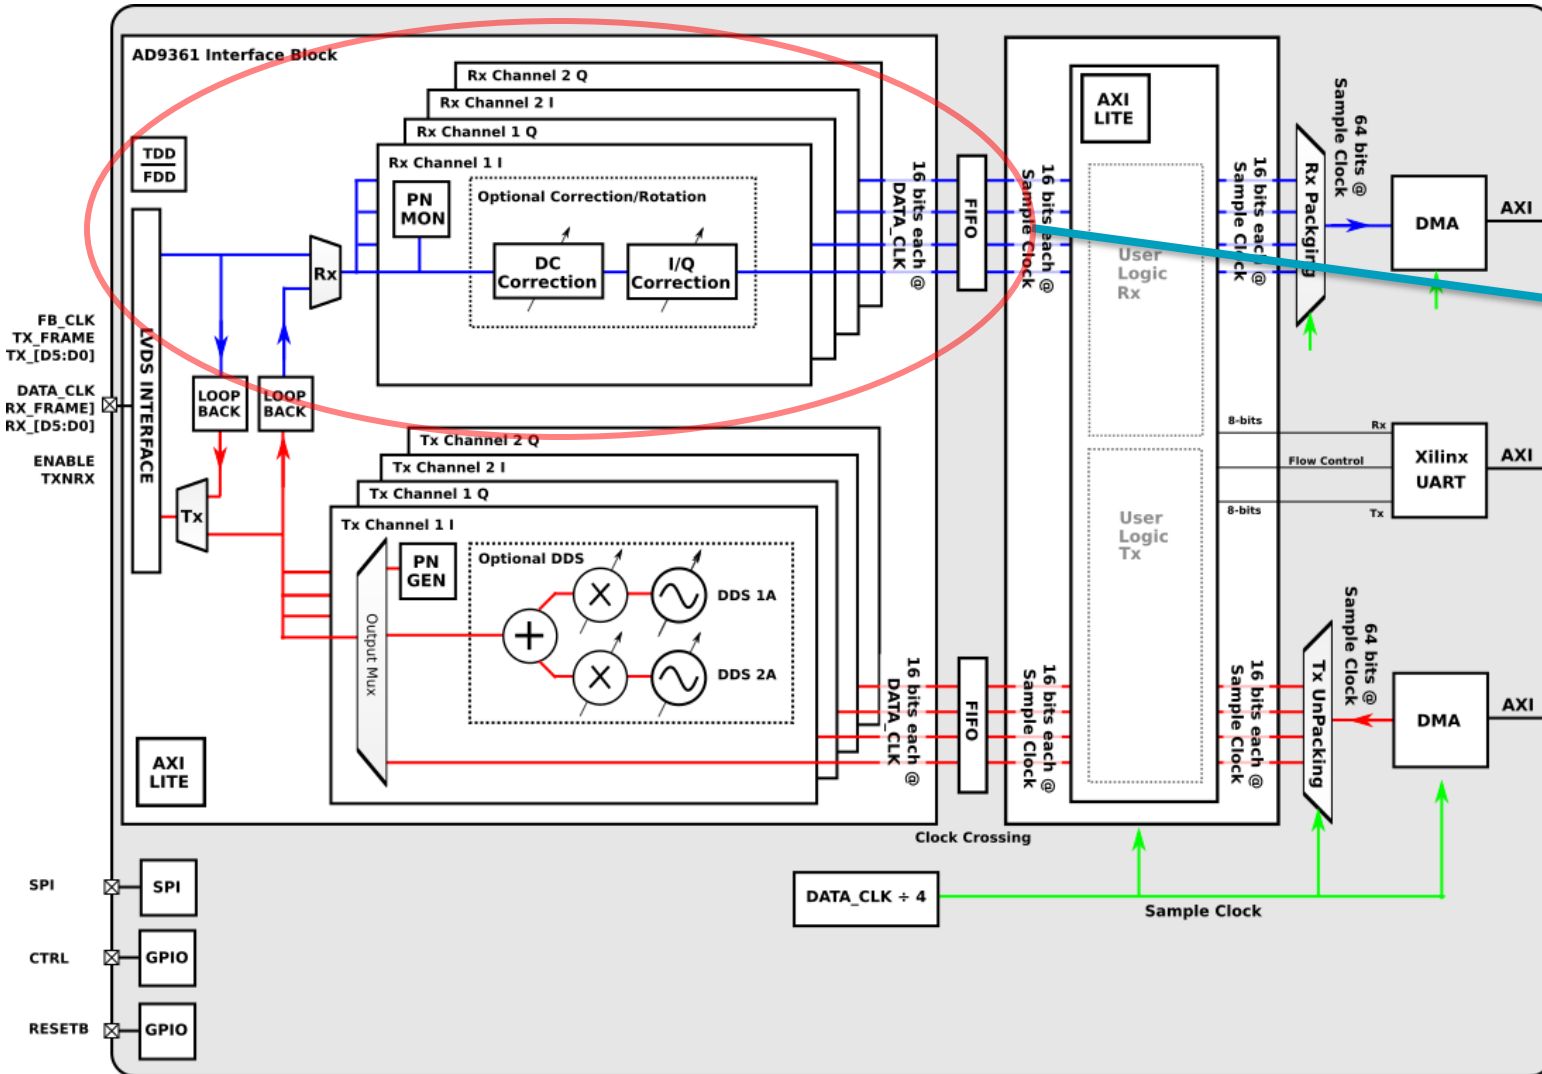 AD9361 Interface Block
Rx Channel 2 Q
Rx Channel 2 I
Rx Channel 1 Q
Rx Channel 1 I
TDD
FDD
PN
MON
Optional Correction/Rotation
DC
Correction
I/Q
Correction
Rx
16 bits each @
DATA_CLK
FIFO
16 bits each @
Sample Clock
AXI
LITE
User
Logic
Rx
16 bits each @
Sample Clock
Rx Packging
64 bits @
Sample Clock
DMA
AXI
FB_CLK
TX_FRAME
TX_[D5:D0]
DATA_CLK
RX_FRAME]
RX_[D5:D0]
ENABLE
TXNRX
LVDS INTERFACE
LOOP
BACK
LOOP
BACK
Tx
Tx Channel 2 Q
Tx Channel 2 I
Tx Channel 1 Q
Tx Channel 1 I
PN
GEN
Output Mux
Optional DDS
DDS 1A
DDS 2A
16 bits each @
DATA_CLK
FIFO
16 bits each @
Sample Clock
User
Logic
Tx
8-bits
Rx
Flow Control
8-bits
Tx
Xilinx
UART
AXI
16 bits each @
Sample Clock
Tx UnPacking
64 bits @
Sample Clock
DMA
AXI
AXI
LITE
Clock Crossing
DATA_CLK ÷ 4
Sample Clock
SPI
SPI
CTRL
GPIO
RESETB
GPIO